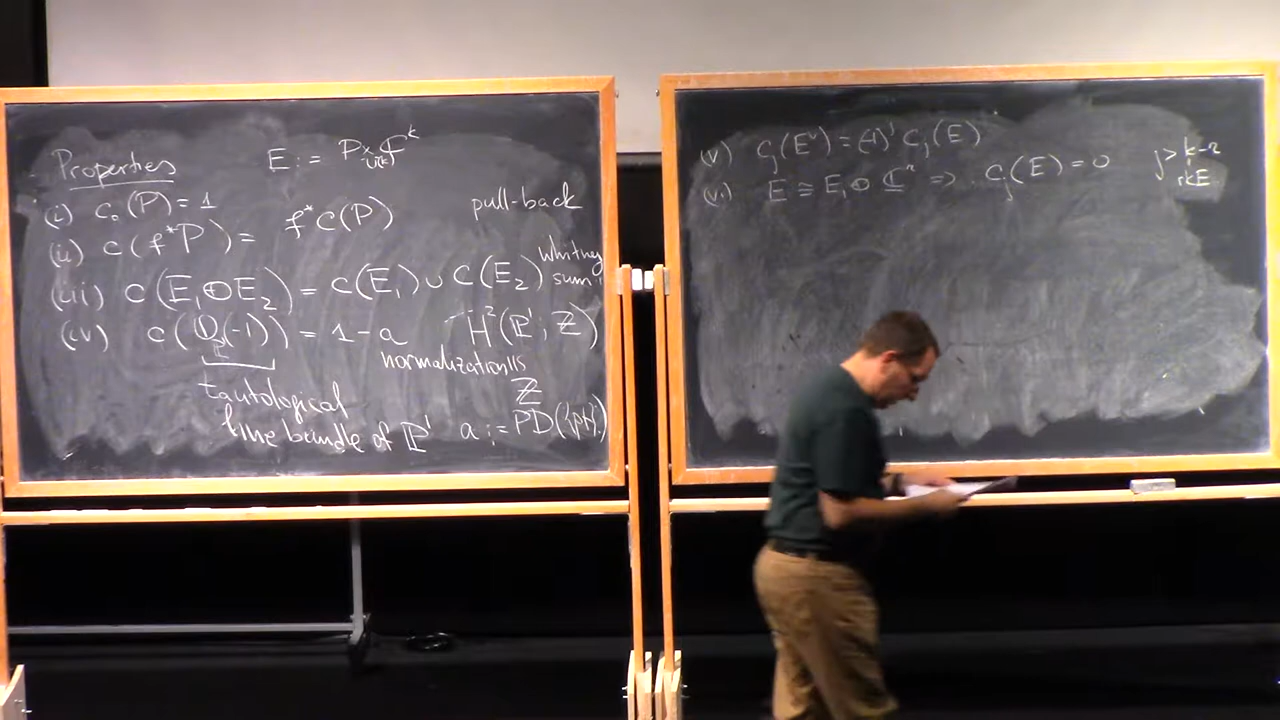 Properties E := P ×_{U(k)} ℂ^k
(i) c₀(P) = 1
pull-back
(ii) c(f*P) = f*c(P)
Whitney sum
(iii) c(E₁⊕E₂) = c(E₁) ∪ c(E₂)
(iv) c(O_{ℙ¹}(-1)) = 1 - a H²(ℙ¹; ℤ)
normalization
ℤ
tautological
line bundle of ℙ¹ a := PD({pt})
(v) c_j(E^∨) = (-1)^j c_j(E)
(vi) E ≅ E₁ ⊕ ℂ^r ⇒ c_j(E) = 0 j > k-r
rkE